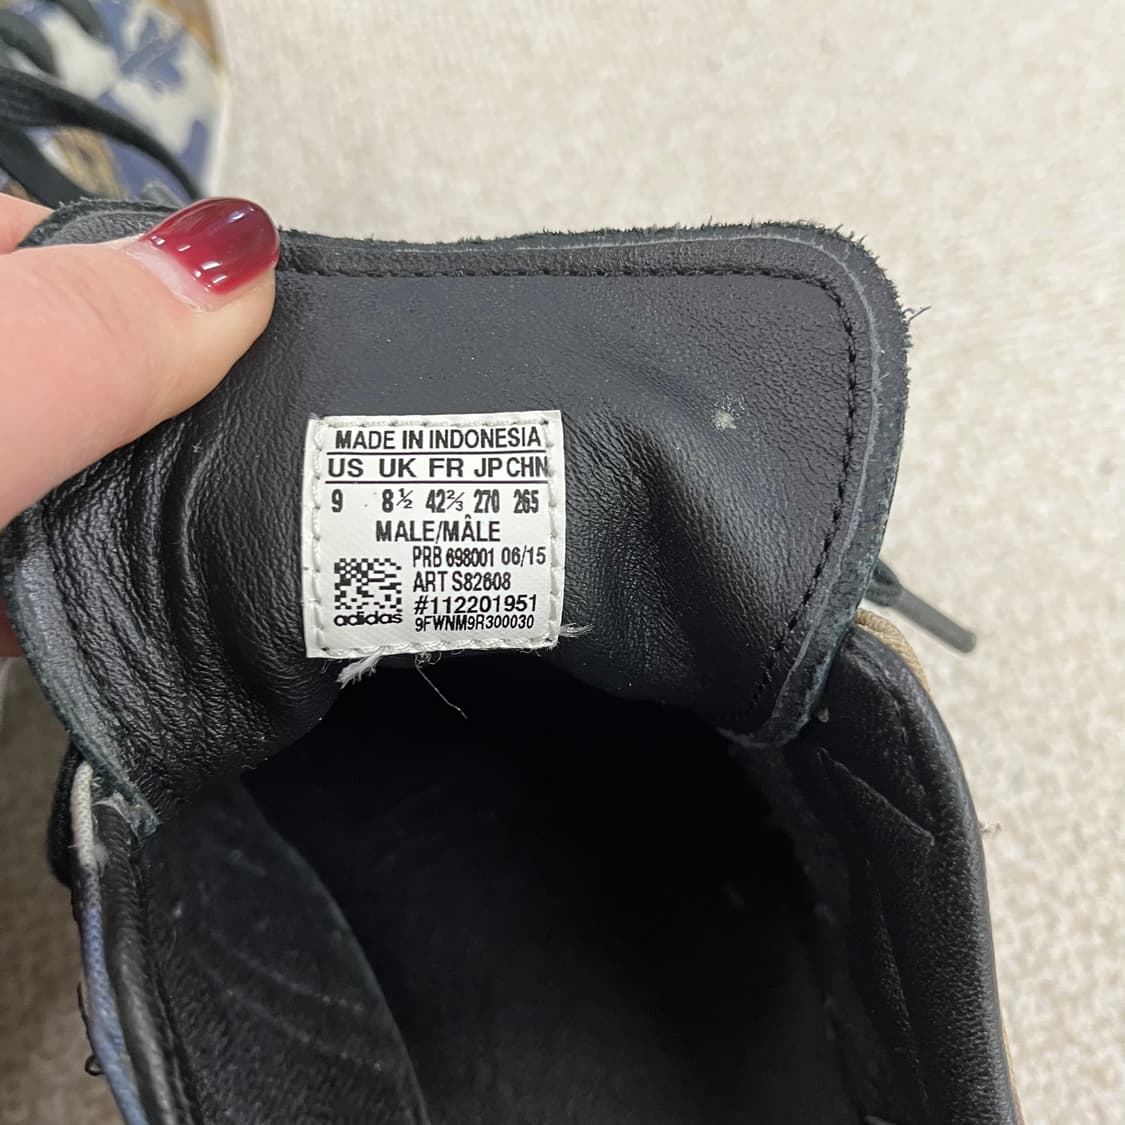 MADE IN INDONESIA
US UK FR JP CHN
9 8½ 42⅔ 270 265
MALE/MÂLE
PRB 698001 06/15
ART S82608
#112201951
adidas 9FWNM9R300030